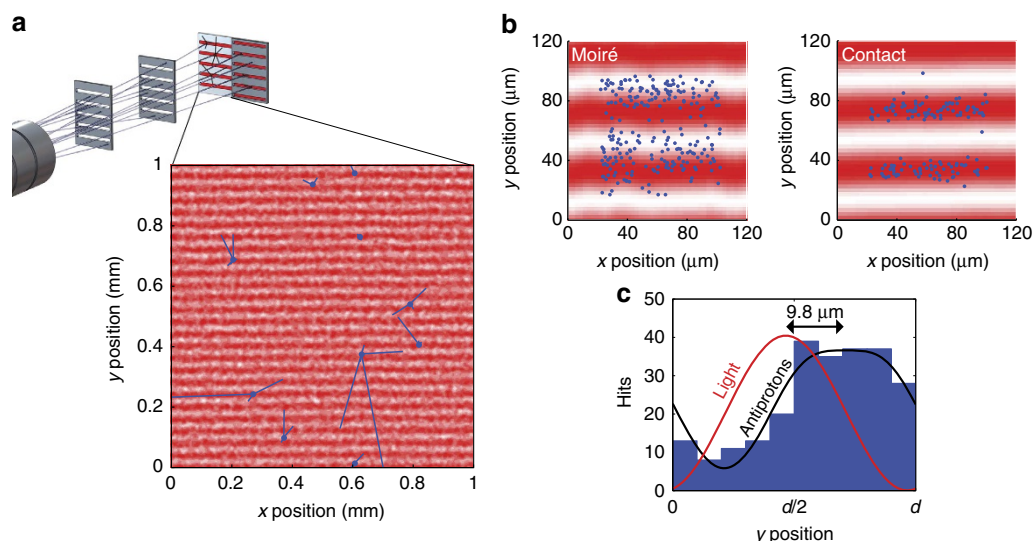 a
1
0.8
0.6
0.4
0.2
0
y position (mm)
0 0.2 0.4 0.6 0.8 1
x position (mm)
b
Moiré
120
80
40
0
y position (μm)
0 40 80 120
x position (μm)
Contact
120
80
40
0
y position (μm)
0 40 80 120
x position (μm)
c
50
40
30
20
10
0
Hits
9.8 μm
Light
Antiprotons
0 d/2 d
y position